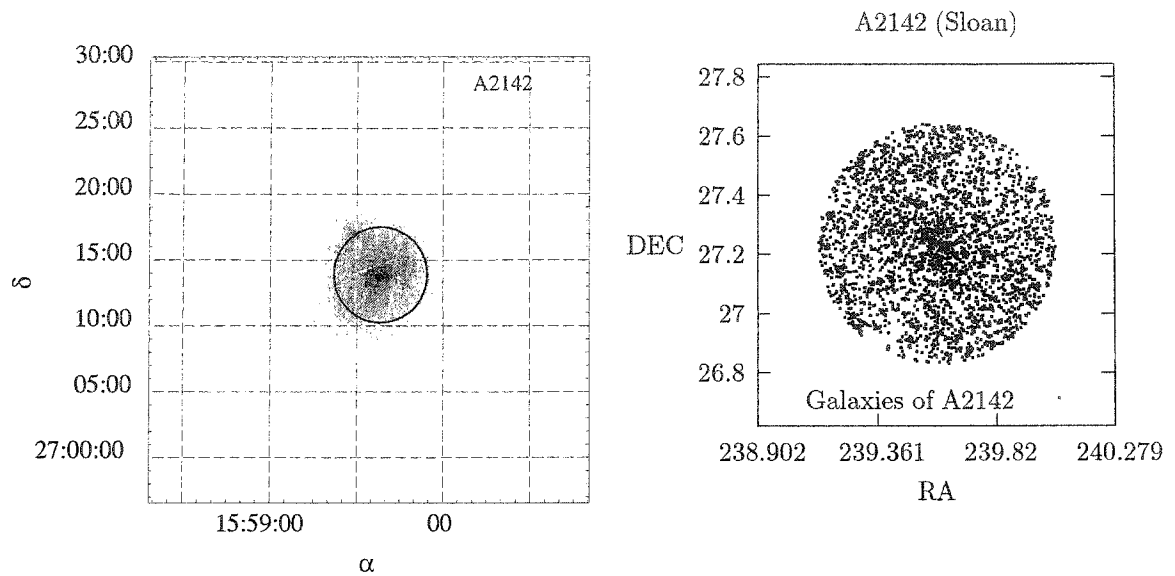 A2142
30:00
25:00
20:00
15:00
10:00
05:00
27:00:00
δ
15:59:00 00
α
A2142 (Sloan)
27.8
27.6
27.4
27.2
27
26.8
DEC
Galaxies of A2142
238.902 239.361 239.82 240.279
RA